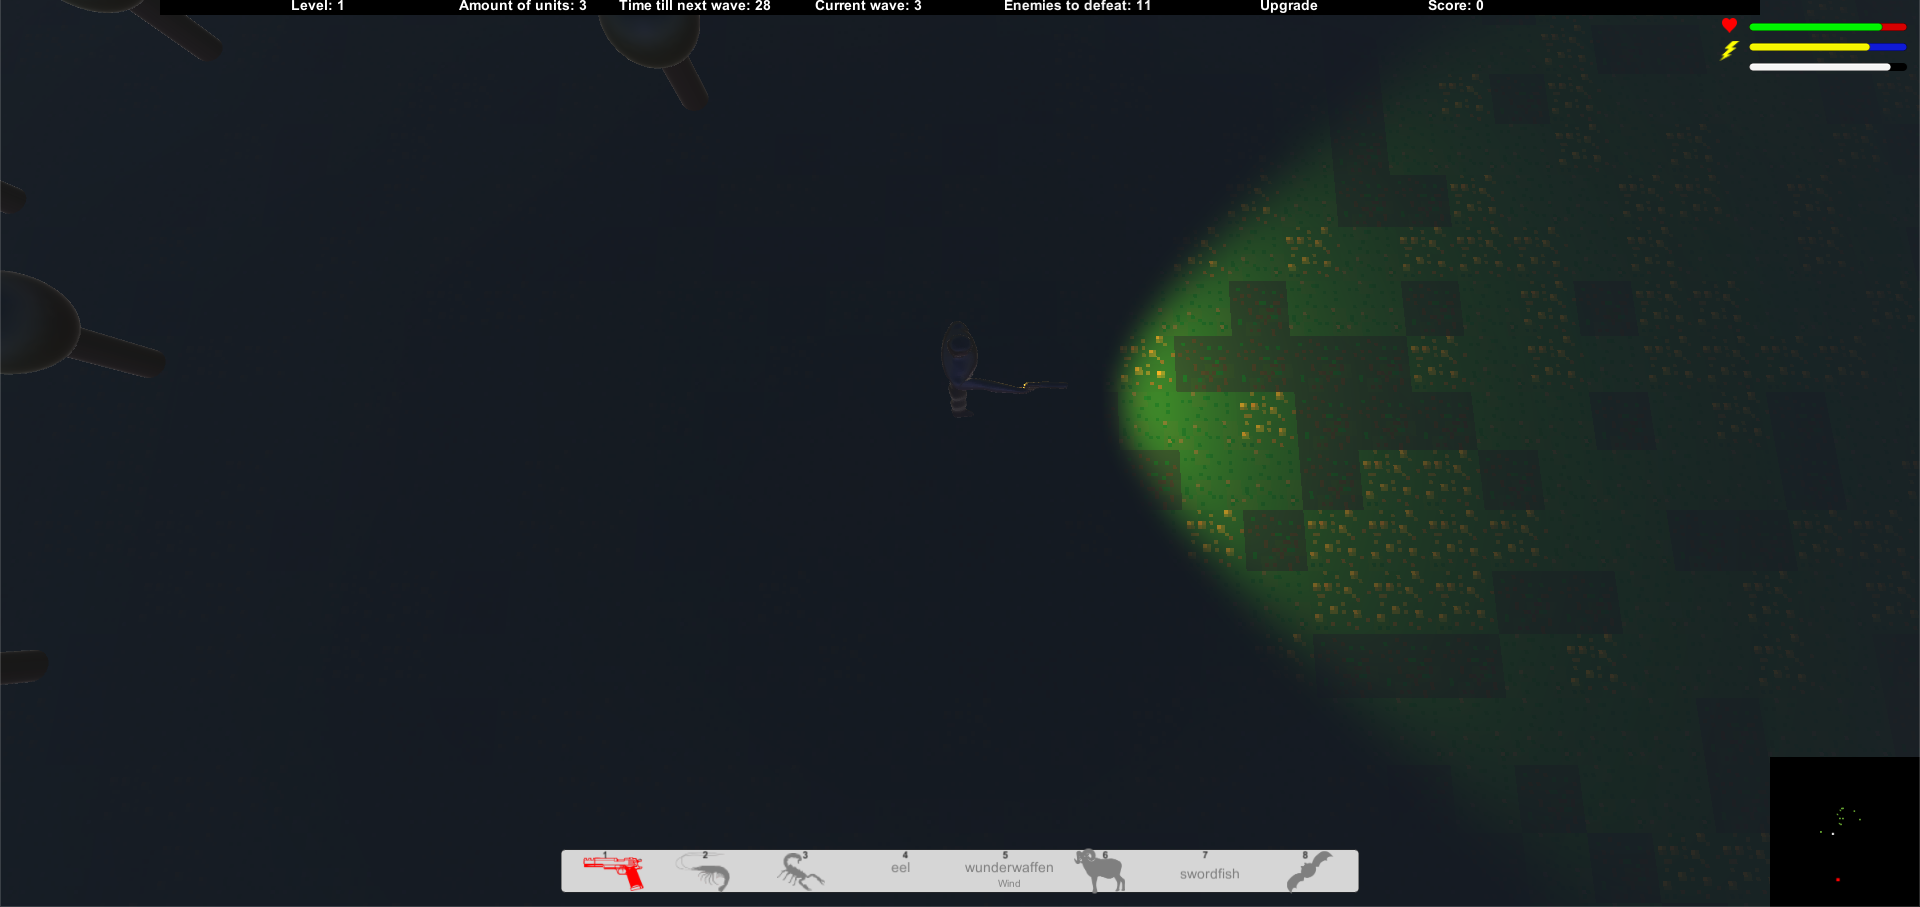 Level: 1 Amount of units: 3 Time till next wave: 28 Current wave: 3 Enemies to defeat: 11 Upgrade Score: 0
1 2 3 4 5 6 7 8
eel wunderwaffen swordfish
Wind